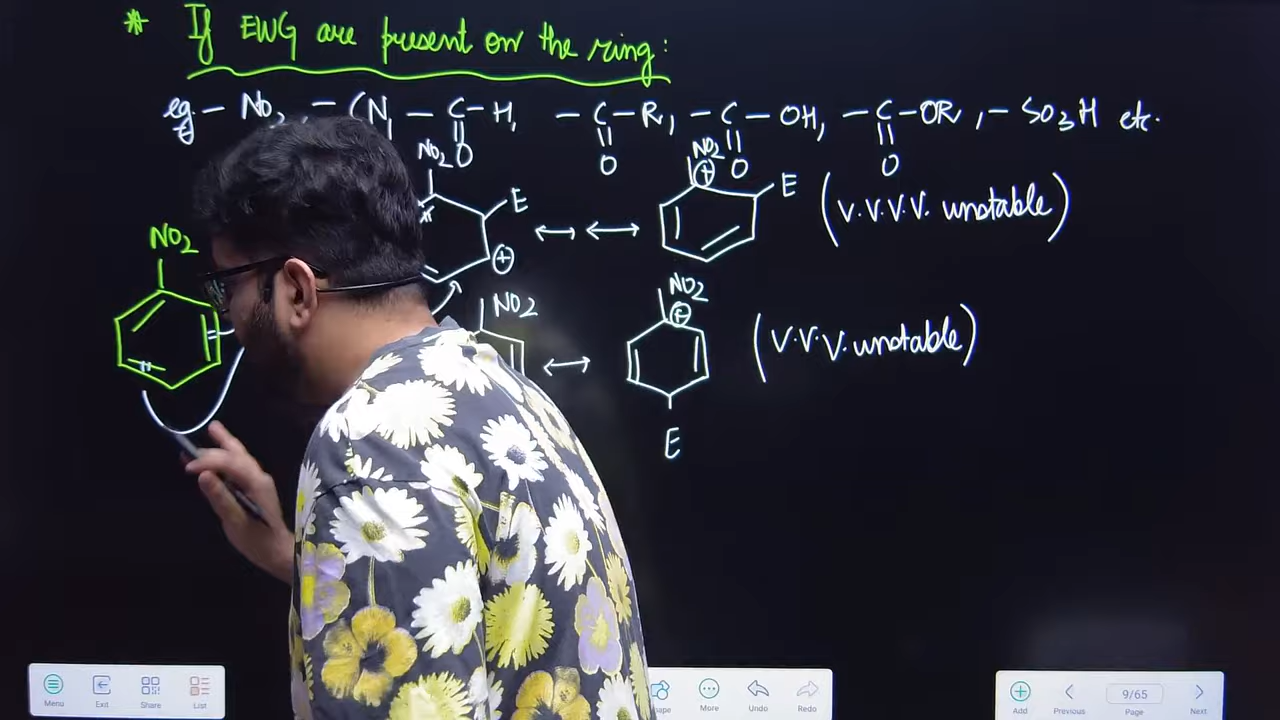 * If EWG are present on the ring:
eg - NO2, - CN, - C - H, - C - R, - C - OH, - C - OR, - SO3H etc.
O O O O
NO2 NO2
E E (v.v.v.v. unstable)
+ +
NO2
NO2 NO2
+ (v.v.v. unstable)
E
Menu Exit Share List More Undo Redo Add Previous 9/65 Next
Page